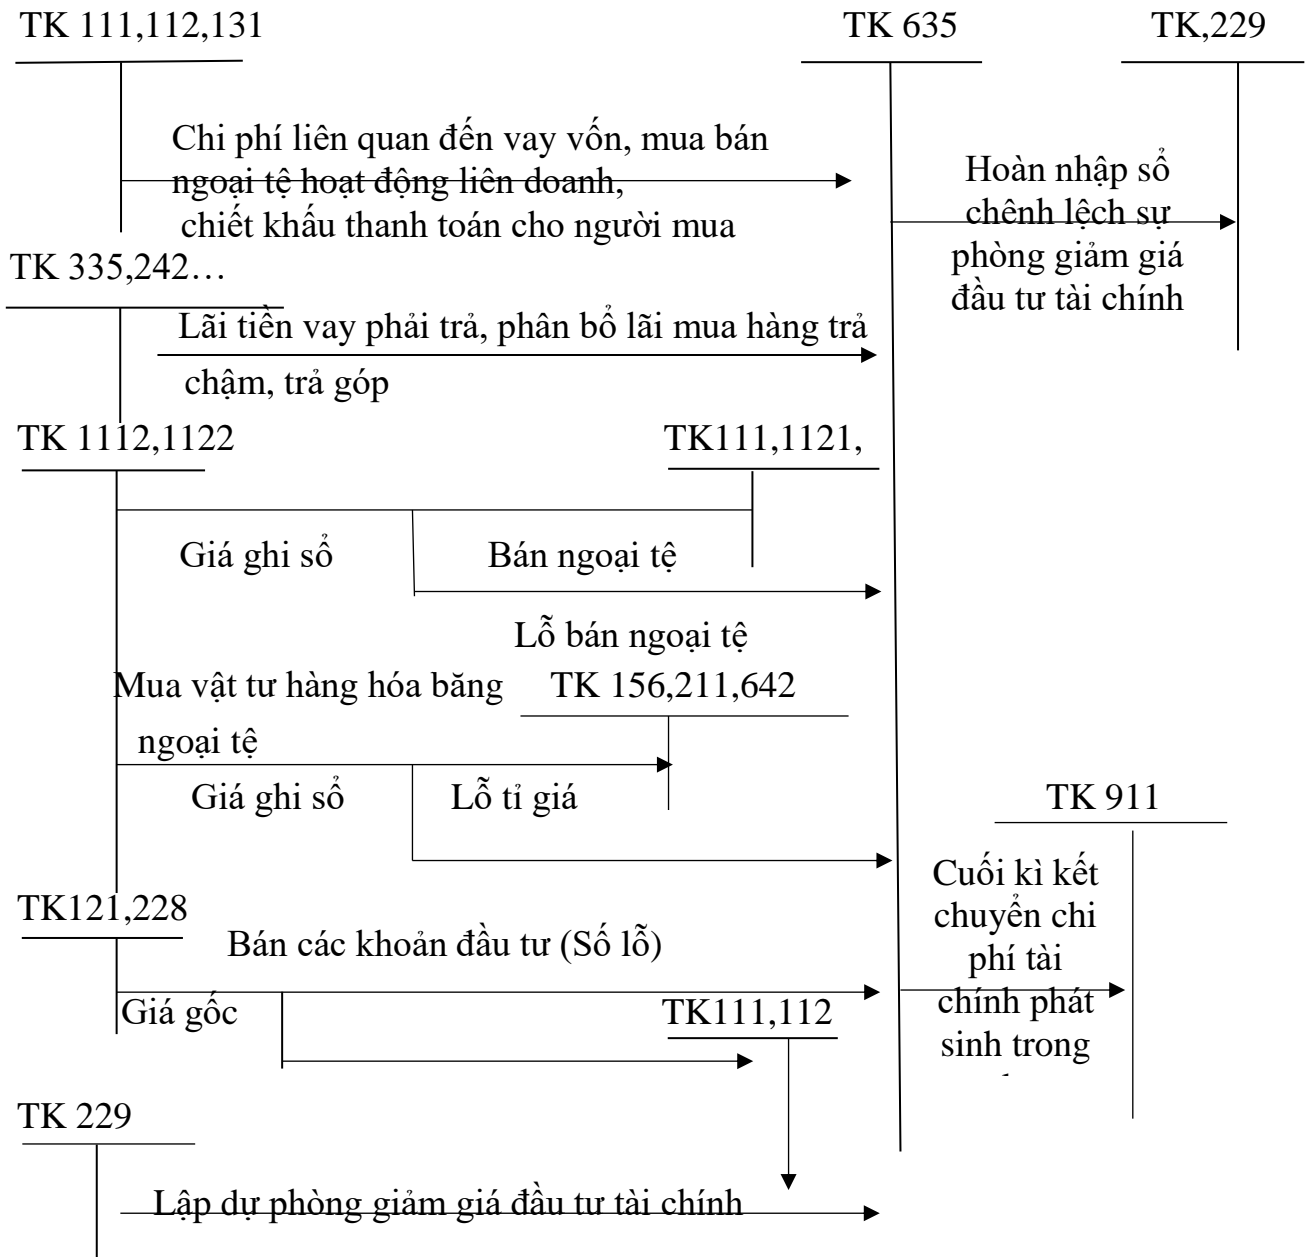 TK 111,112,131
TK 635
TK,229
Chi phí liên quan đến vay vốn, mua bán
ngoại tệ hoạt động liên doanh,
chiết khấu thanh toán cho người mua
Hoàn nhập sổ
chênh lệch sự
phòng giảm giá
đầu tư tài chính
TK 335,242…
Lãi tiền vay phải trả, phân bổ lãi mua hàng trả
chậm, trả góp
TK 1112,1122
TK111,1121,
Giá ghi sổ
Bán ngoại tệ
Lỗ bán ngoại tệ
Mua vật tư hàng hóa băng
ngoại tệ
TK 156,211,642
Giá ghi sổ
Lỗ tỉ giá
TK 911
Cuối kì kết
chuyển chi
phí tài
chính phát
sinh trong
TK121,228
Bán các khoản đầu tư (Số lỗ)
Giá gốc
TK111,112
TK 229
Lập dự phòng giảm giá đầu tư tài chính